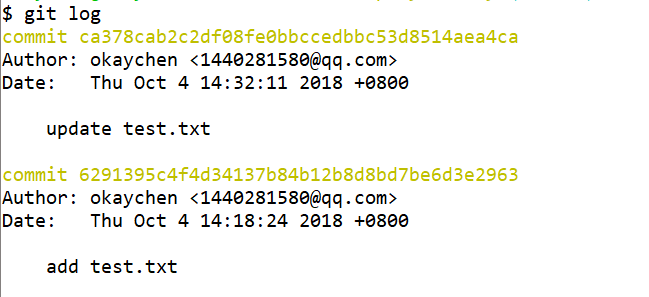 $ git log
commit ca378cab2c2df08fe0bbccedbbc53d8514aea4ca
Author: okaychen <1440281580@qq.com>
Date:   Thu Oct 4 14:32:11 2018 +0800
    update test.txt
commit 6291395c4f4d34137b84b12b8d8bd7be6d3e2963
Author: okaychen <1440281580@qq.com>
Date:   Thu Oct 4 14:18:24 2018 +0800
    add test.txt